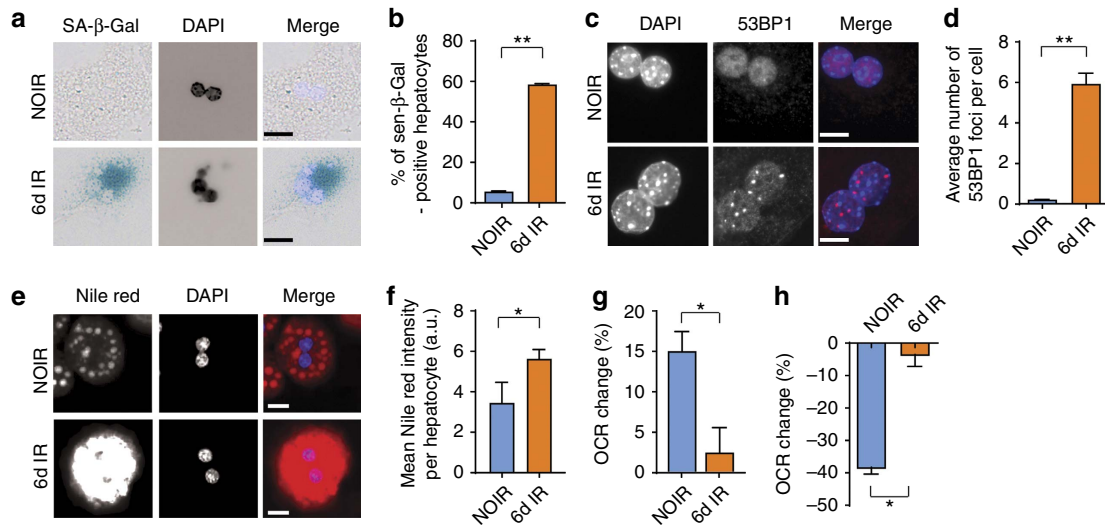 a
SA-β-Gal DAPI Merge
NOIR
6d IR
b
% of sen-β-Gal
- positive hepatocytes
80
60
40
20
0
**
NOIR
6d IR
c
DAPI 53BP1 Merge
NOIR
6d IR
d
Average number of
53BP1 foci per cell
8
6
4
2
0
**
NOIR
6d IR
e
Nile red DAPI Merge
NOIR
6d IR
f
Mean Nile red intensity
per hepatocyte (a.u.)
8
6
4
2
0
*
NOIR
6d IR
g
OCR change (%)
20
15
10
5
0
*
NOIR
6d IR
h
NOIR
6d IR
OCR change (%)
0
−10
−20
−30
−40
−50
*